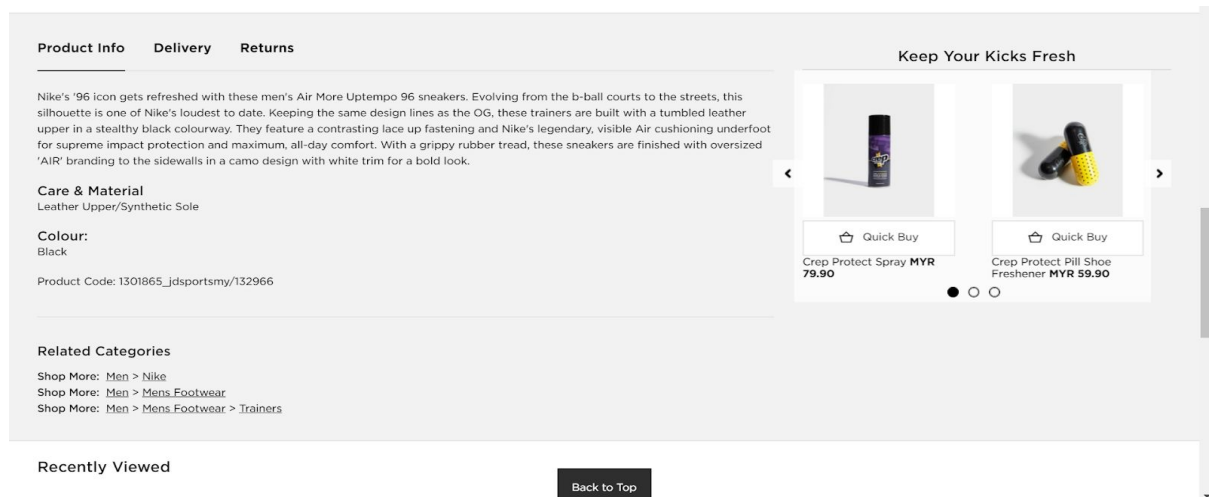 Product Info Delivery Returns
Nike's '96 icon gets refreshed with these men's Air More Uptempo 96 sneakers. Evolving from the b-ball courts to the streets, this
silhouette is one of Nike's loudest to date. Keeping the same design lines as the OG, these trainers are built with a tumbled leather
upper in a stealthy black colourway. They feature a contrasting lace up fastening and Nike's legendary, visible Air cushioning underfoot
for supreme impact protection and maximum, all-day comfort. With a grippy rubber tread, these sneakers are finished with oversized
'AIR' branding to the sidewalls in a camo design with white trim for a bold look.
Care & Material
Leather Upper/Synthetic Sole
Colour:
Black
Product Code: 1301865_jdsportsmy/132966
Related Categories
Shop More: Men > Nike
Shop More: Men > Mens Footwear
Shop More: Men > Mens Footwear > Trainers
Keep Your Kicks Fresh
Quick Buy
Crep Protect Spray MYR
79.90
Quick Buy
Crep Protect Pill Shoe
Freshener MYR 59.90
Recently Viewed
Back to Top